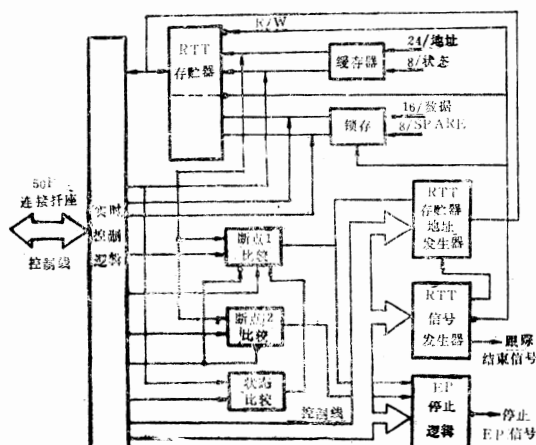 R/W
RTT
存贮器
24/地址
8/状态
缓存器
16/数据
8/SPARE
锁存
连接插座
控制线
实时
控制
逻辑
断点1
比较
断点2
比较
状态
比较
控制线
RTT
存贮器
地址
发生器
RTT
信号
发生器
跟踪
结束信号
EP
停止
逻辑
停止
EP信号